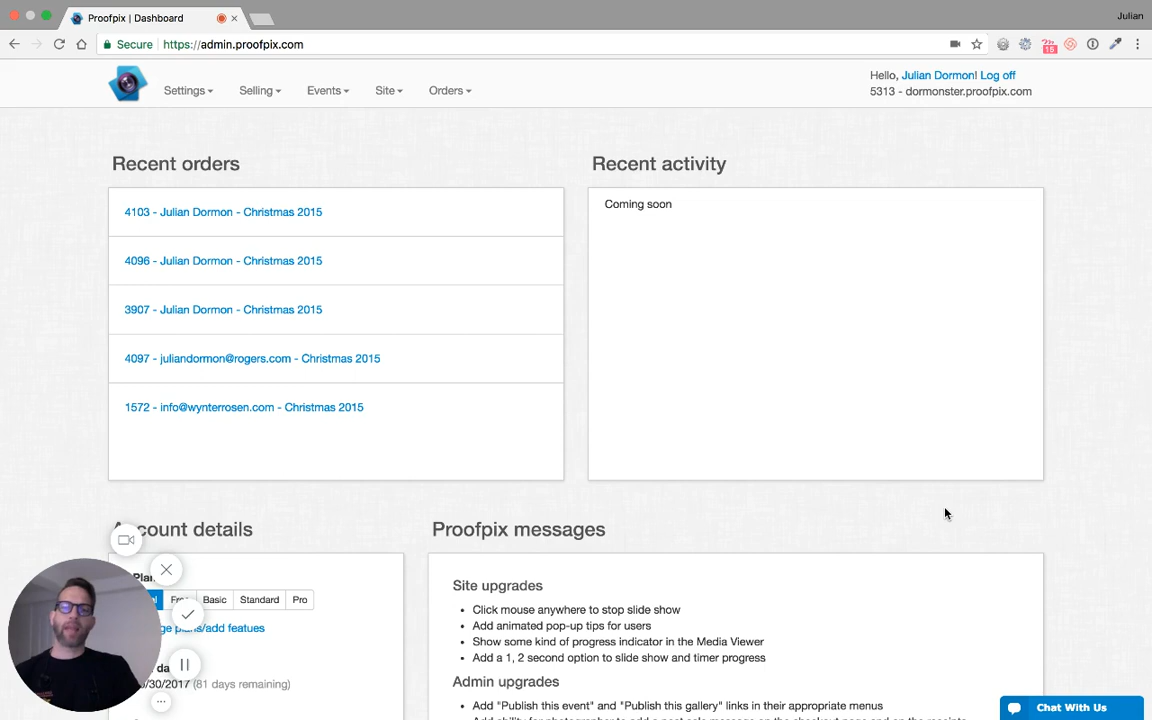 Proofpix | Dashboard
Julian
Secure https://admin.proofpix.com
15
Settings
Selling
Events
Site
Orders
Hello, Julian Dormon! Log off
5313 - dormonster.proofpix.com
Recent orders
Recent activity
4103 - Julian Dormon - Christmas 2015
Coming soon
4096 - Julian Dormon - Christmas 2015
3907 - Julian Dormon - Christmas 2015
4097 - juliandormon@rogers.com - Christmas 2015
1572 - info@wynterrosen.com - Christmas 2015
Account details
Proofpix messages
Plan
Basic Standard Pro
plans/add featues
/30/2017 (81 days remaining)
Site upgrades
Click mouse anywhere to stop slide show
Add animated pop-up tips for users
Show some kind of progress indicator in the Media Viewer
Add a 1, 2 second option to slide show and timer progress
Admin upgrades
Add "Publish this event" and "Publish this gallery" links in their appropriate menus
Chat With Us